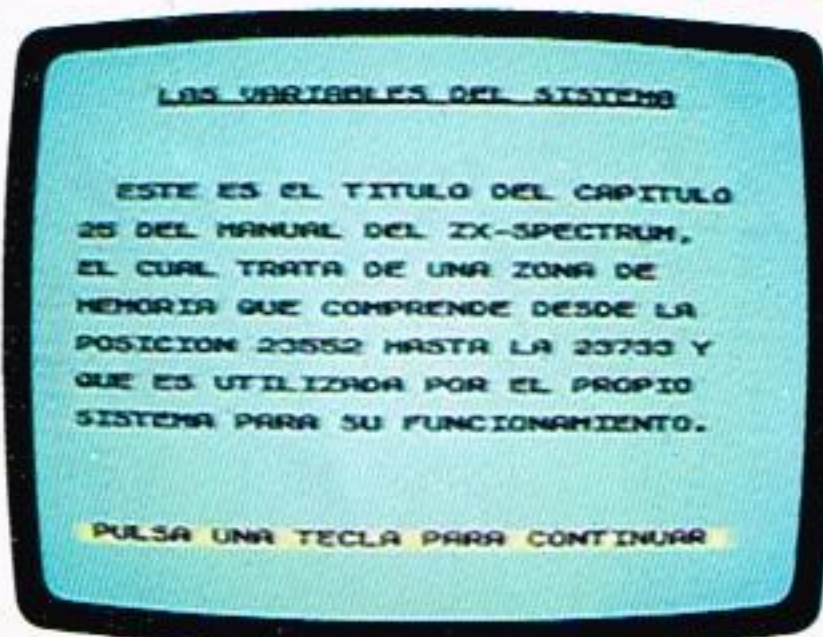 LAS VARIABLES DEL SISTEMA
ESTE ES EL TITULO DEL CAPITULO
25 DEL MANUAL DEL ZX-SPECTRUM,
EL CUAL TRATA DE UNA ZONA DE
MEMORIA QUE COMPRENDE DESDE LA
POSICION 23552 HASTA LA 23733 Y
QUE ES UTILIZADA POR EL PROPIO
SISTEMA PARA SU FUNCIONAMIENTO.
PULSA UNA TECLA PARA CONTINUAR